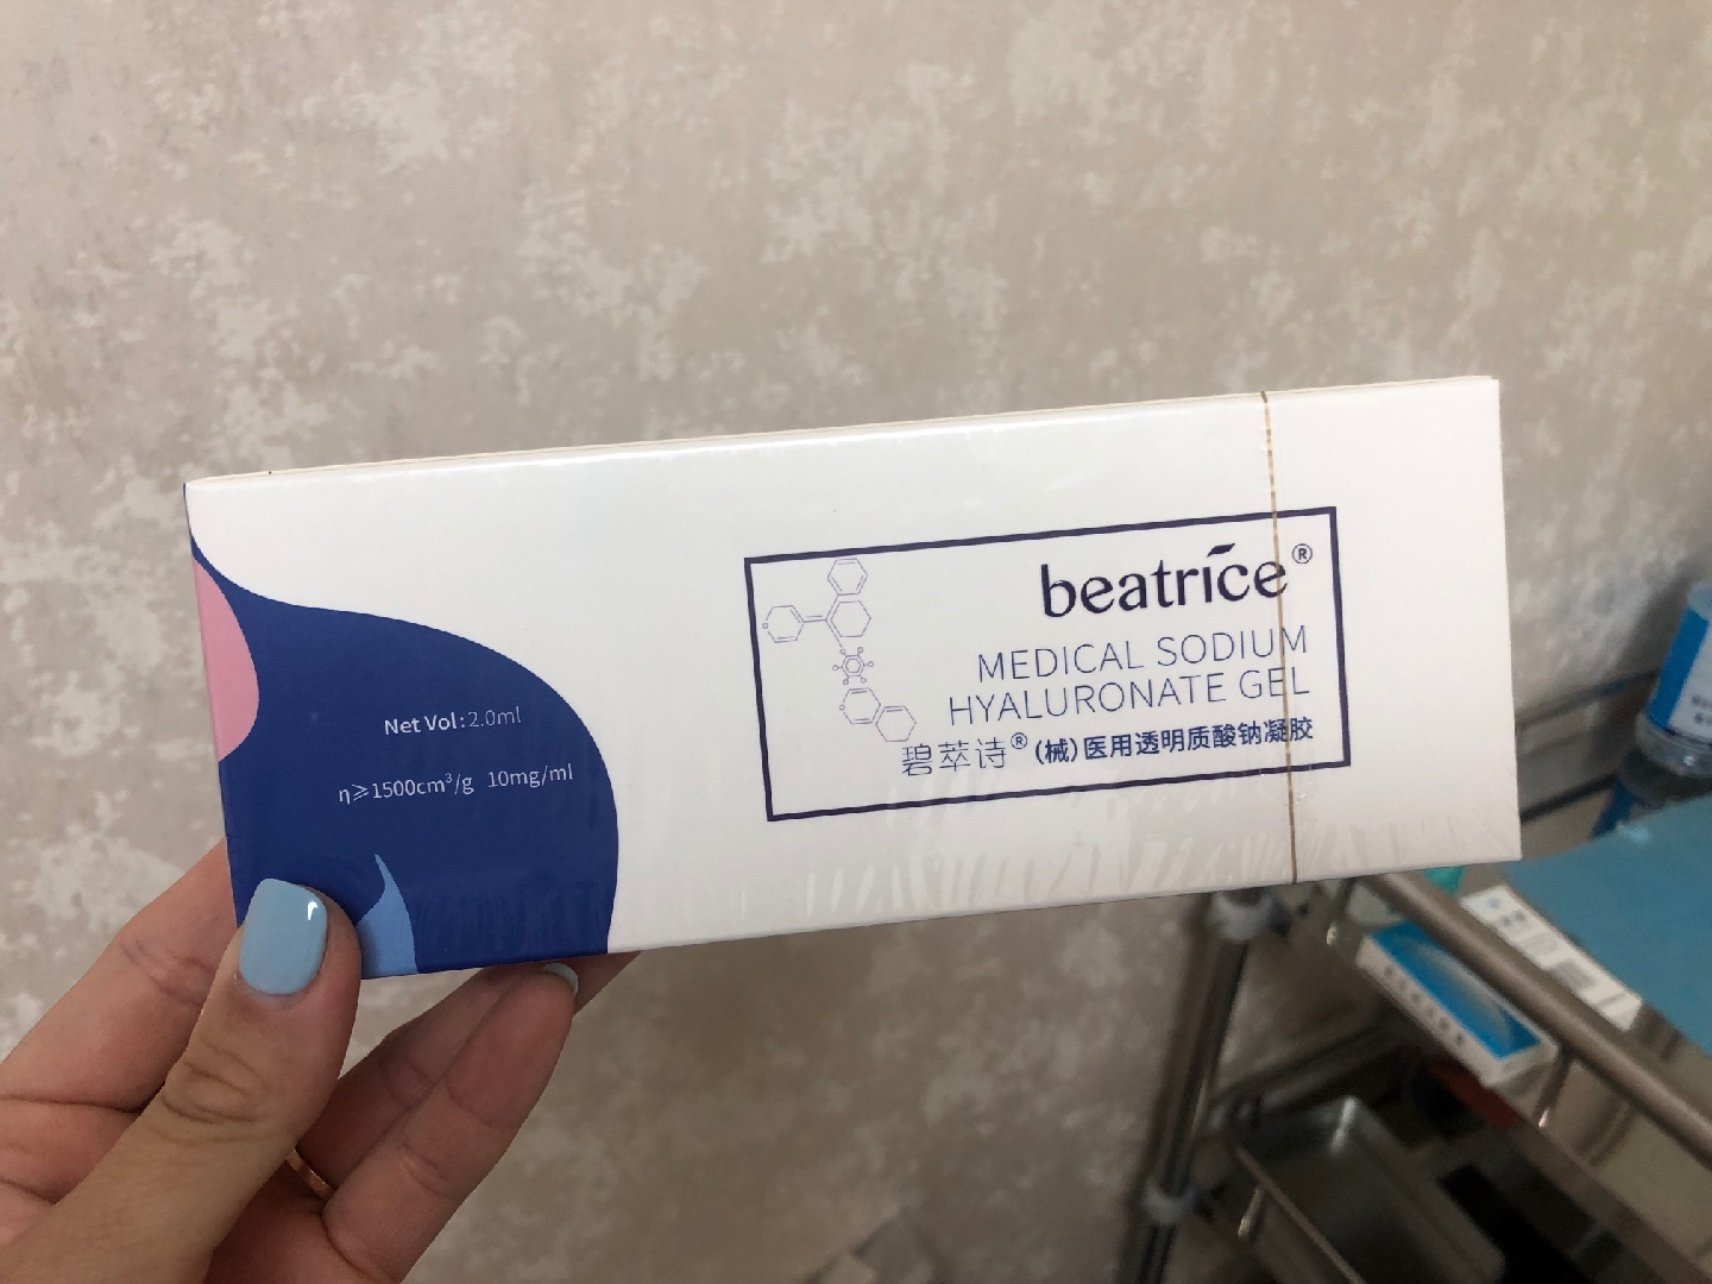 beatrice®
MEDICAL SODIUM
HYALURONATE GEL
碧萃诗®(械)医用透明质酸钠凝胶
Net Vol:2.0ml
η≥1500cm³/g 10mg/ml